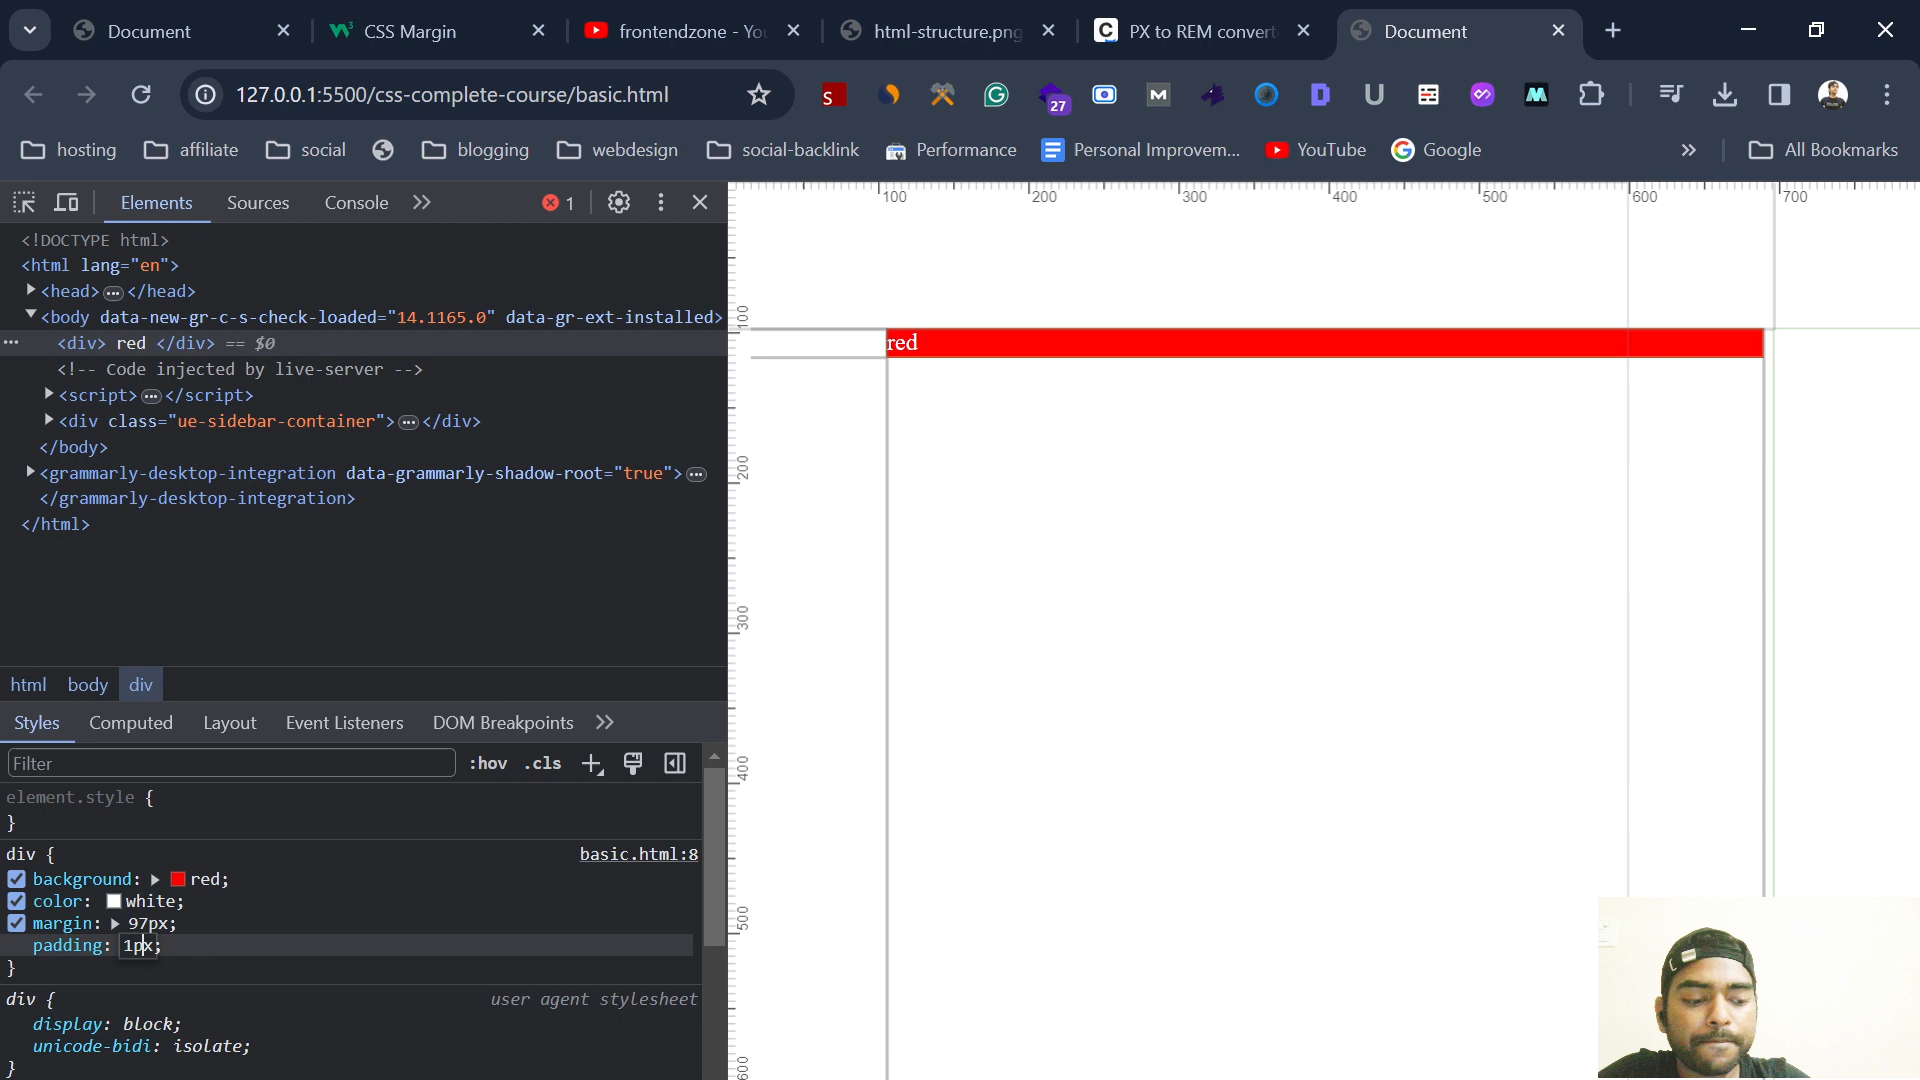 Document
CSS Margin
frontendzone - Yo
html-structure.png
PX to REM convert
Document
127.0.0.1:5500/css-complete-course/basic.html
27
hosting
affiliate
social
blogging
webdesign
social-backlink
Performance
Personal Improvem...
YouTube
Google
All Bookmarks
Elements
Sources
Console
1
<!DOCTYPE html>
<html lang="en">
<head> ... </head>
<body data-new-gr-c-s-check-loaded="14.1165.0" data-gr-ext-installed>
<div> red </div> == $0
<!-- Code injected by live-server -->
<script> ... </script>
<div class="ue-sidebar-container"> ... </div>
</body>
<grammarly-desktop-integration data-grammarly-shadow-root="true"> ...
</grammarly-desktop-integration>
</html>
html body div
Styles
Computed
Layout
Event Listeners
DOM Breakpoints
Filter
:hov .cls
element.style {
}
div {
basic.html:8
background: red;
color: white;
margin: 97px;
padding: 1px;
}
div {
user agent stylesheet
display: block;
unicode-bidi: isolate;
}
100 200 300 400 500 600 700
100
200
300
400
500
600
red